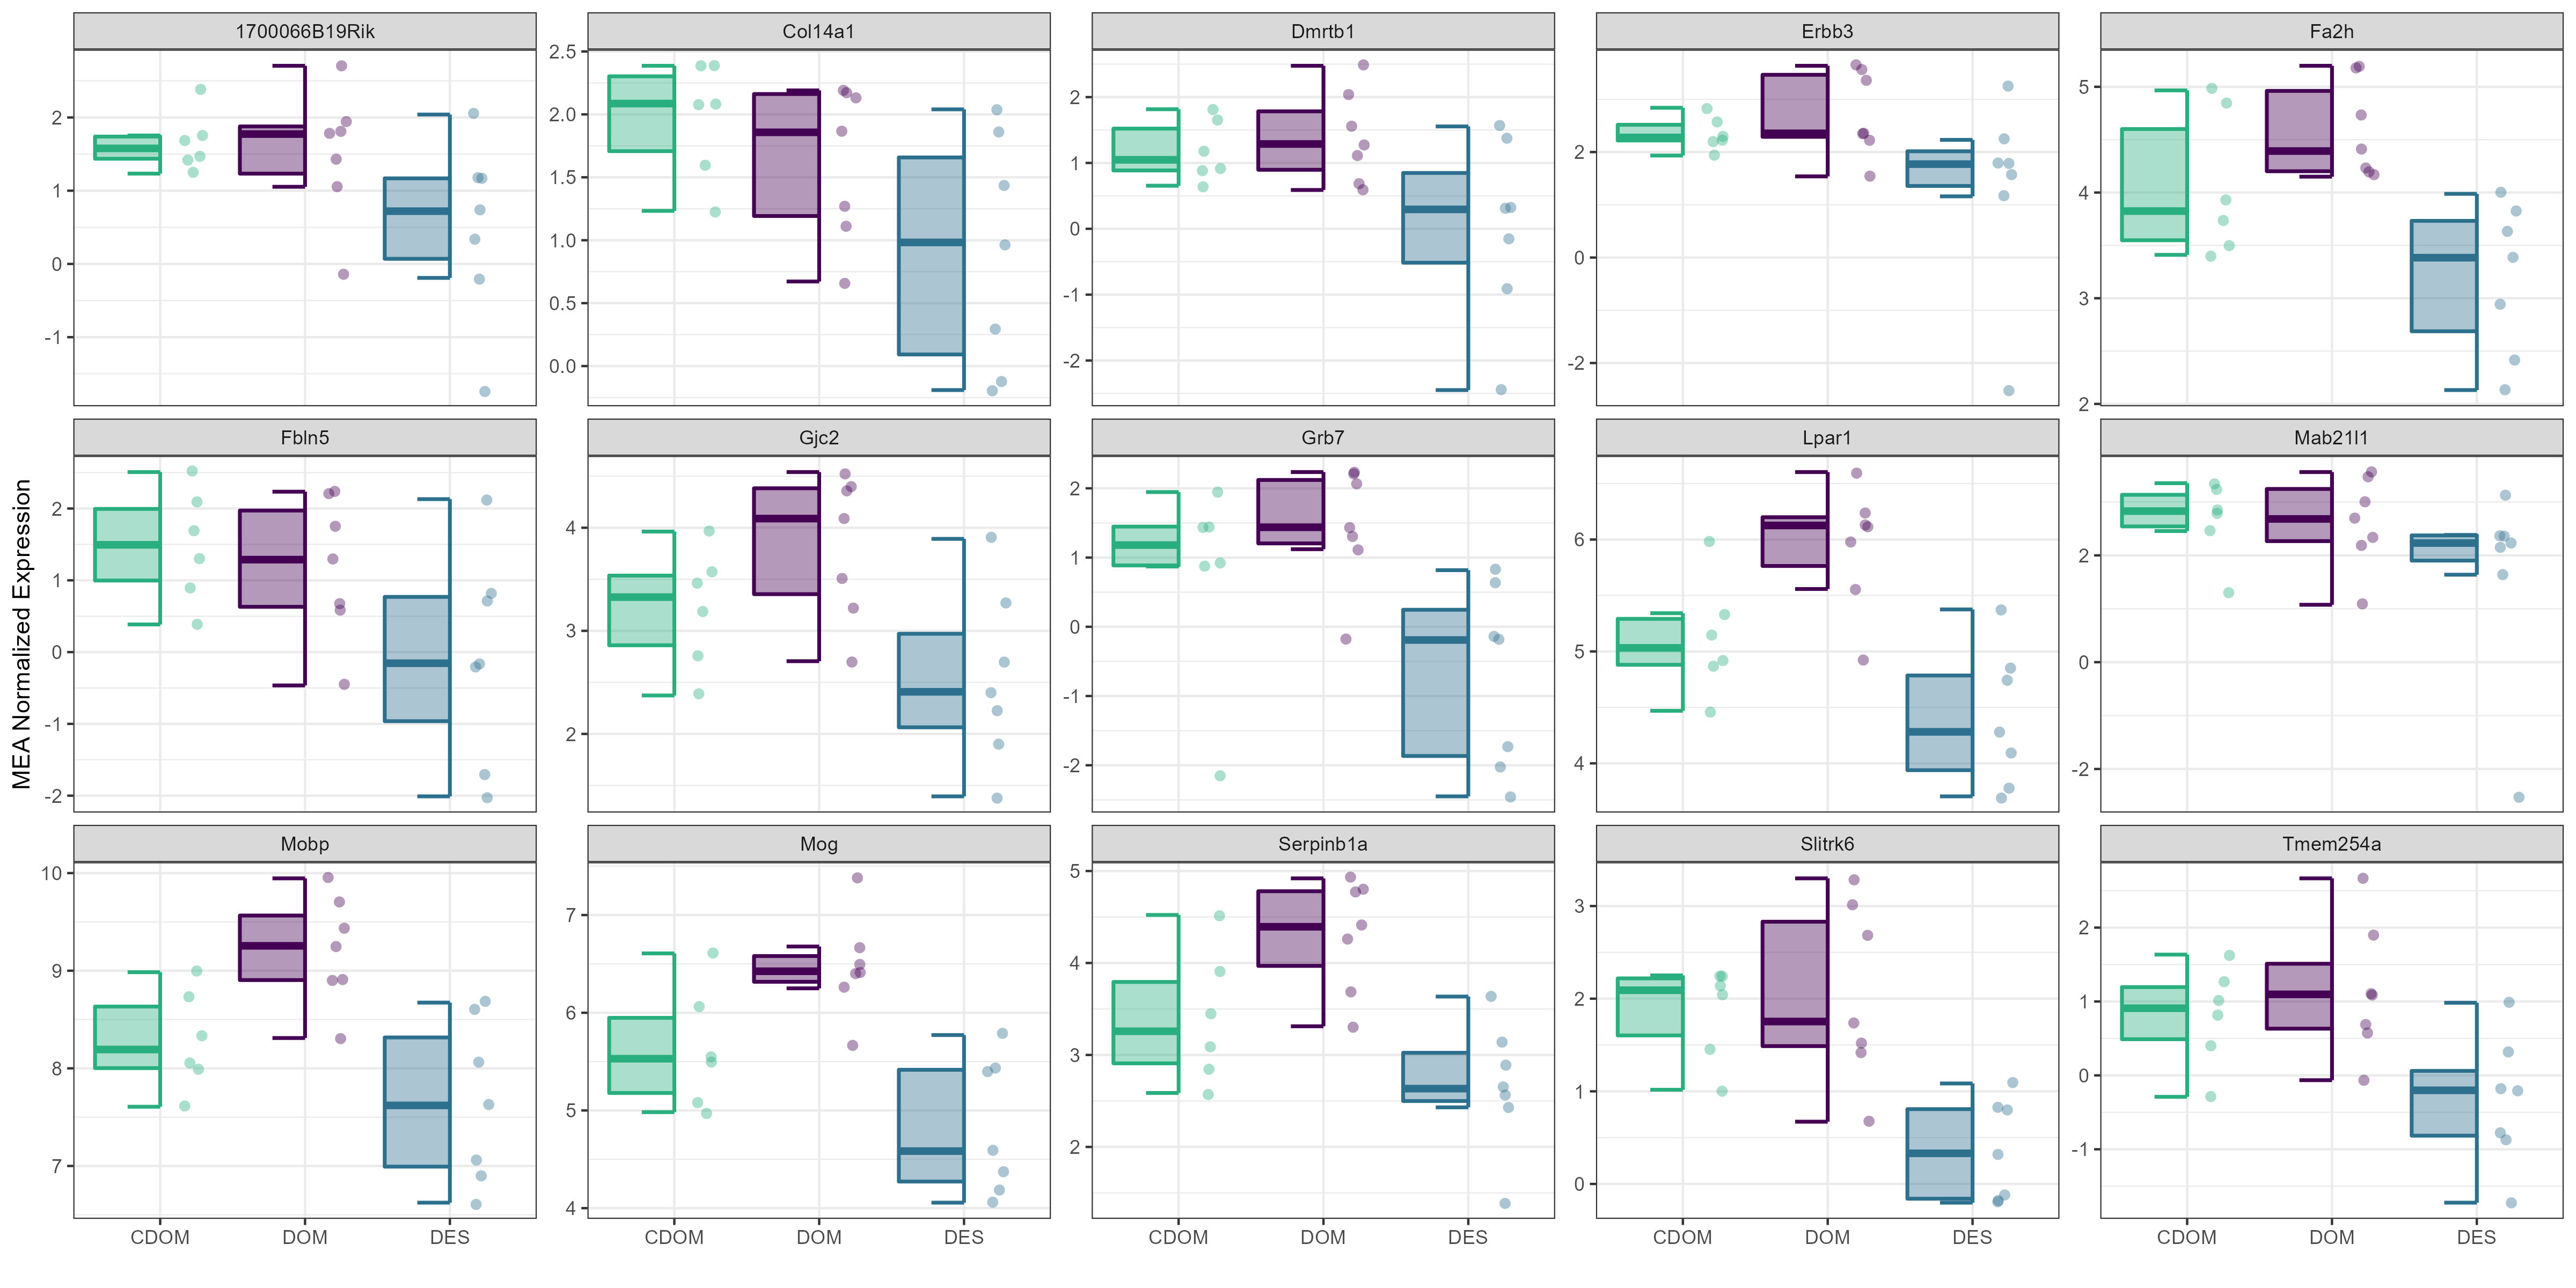 1700066B19Rik Col14a1 Dmrtb1 Erbb3 Fa2h
2 1 0 -1
2.5 2.0 1.5 1.0 0.5 0.0
2 1 0 -1 -2
2 0 -2
5 4 3 2
MEA Normalized Expression
Fbln5 Gjc2 Grb7 Lpar1 Mab21l1
2 1 0 -1 -2
4 3 2
2 1 0 -1 -2
6 5 4
2 0 -2
Mobp Mog Serpinb1a Slitrk6 Tmem254a
10 9 8 7
7 6 5 4
5 4 3 2
3 2 1 0
2 1 0 -1
CDOM DOM DES CDOM DOM DES CDOM DOM DES CDOM DOM DES CDOM DOM DES